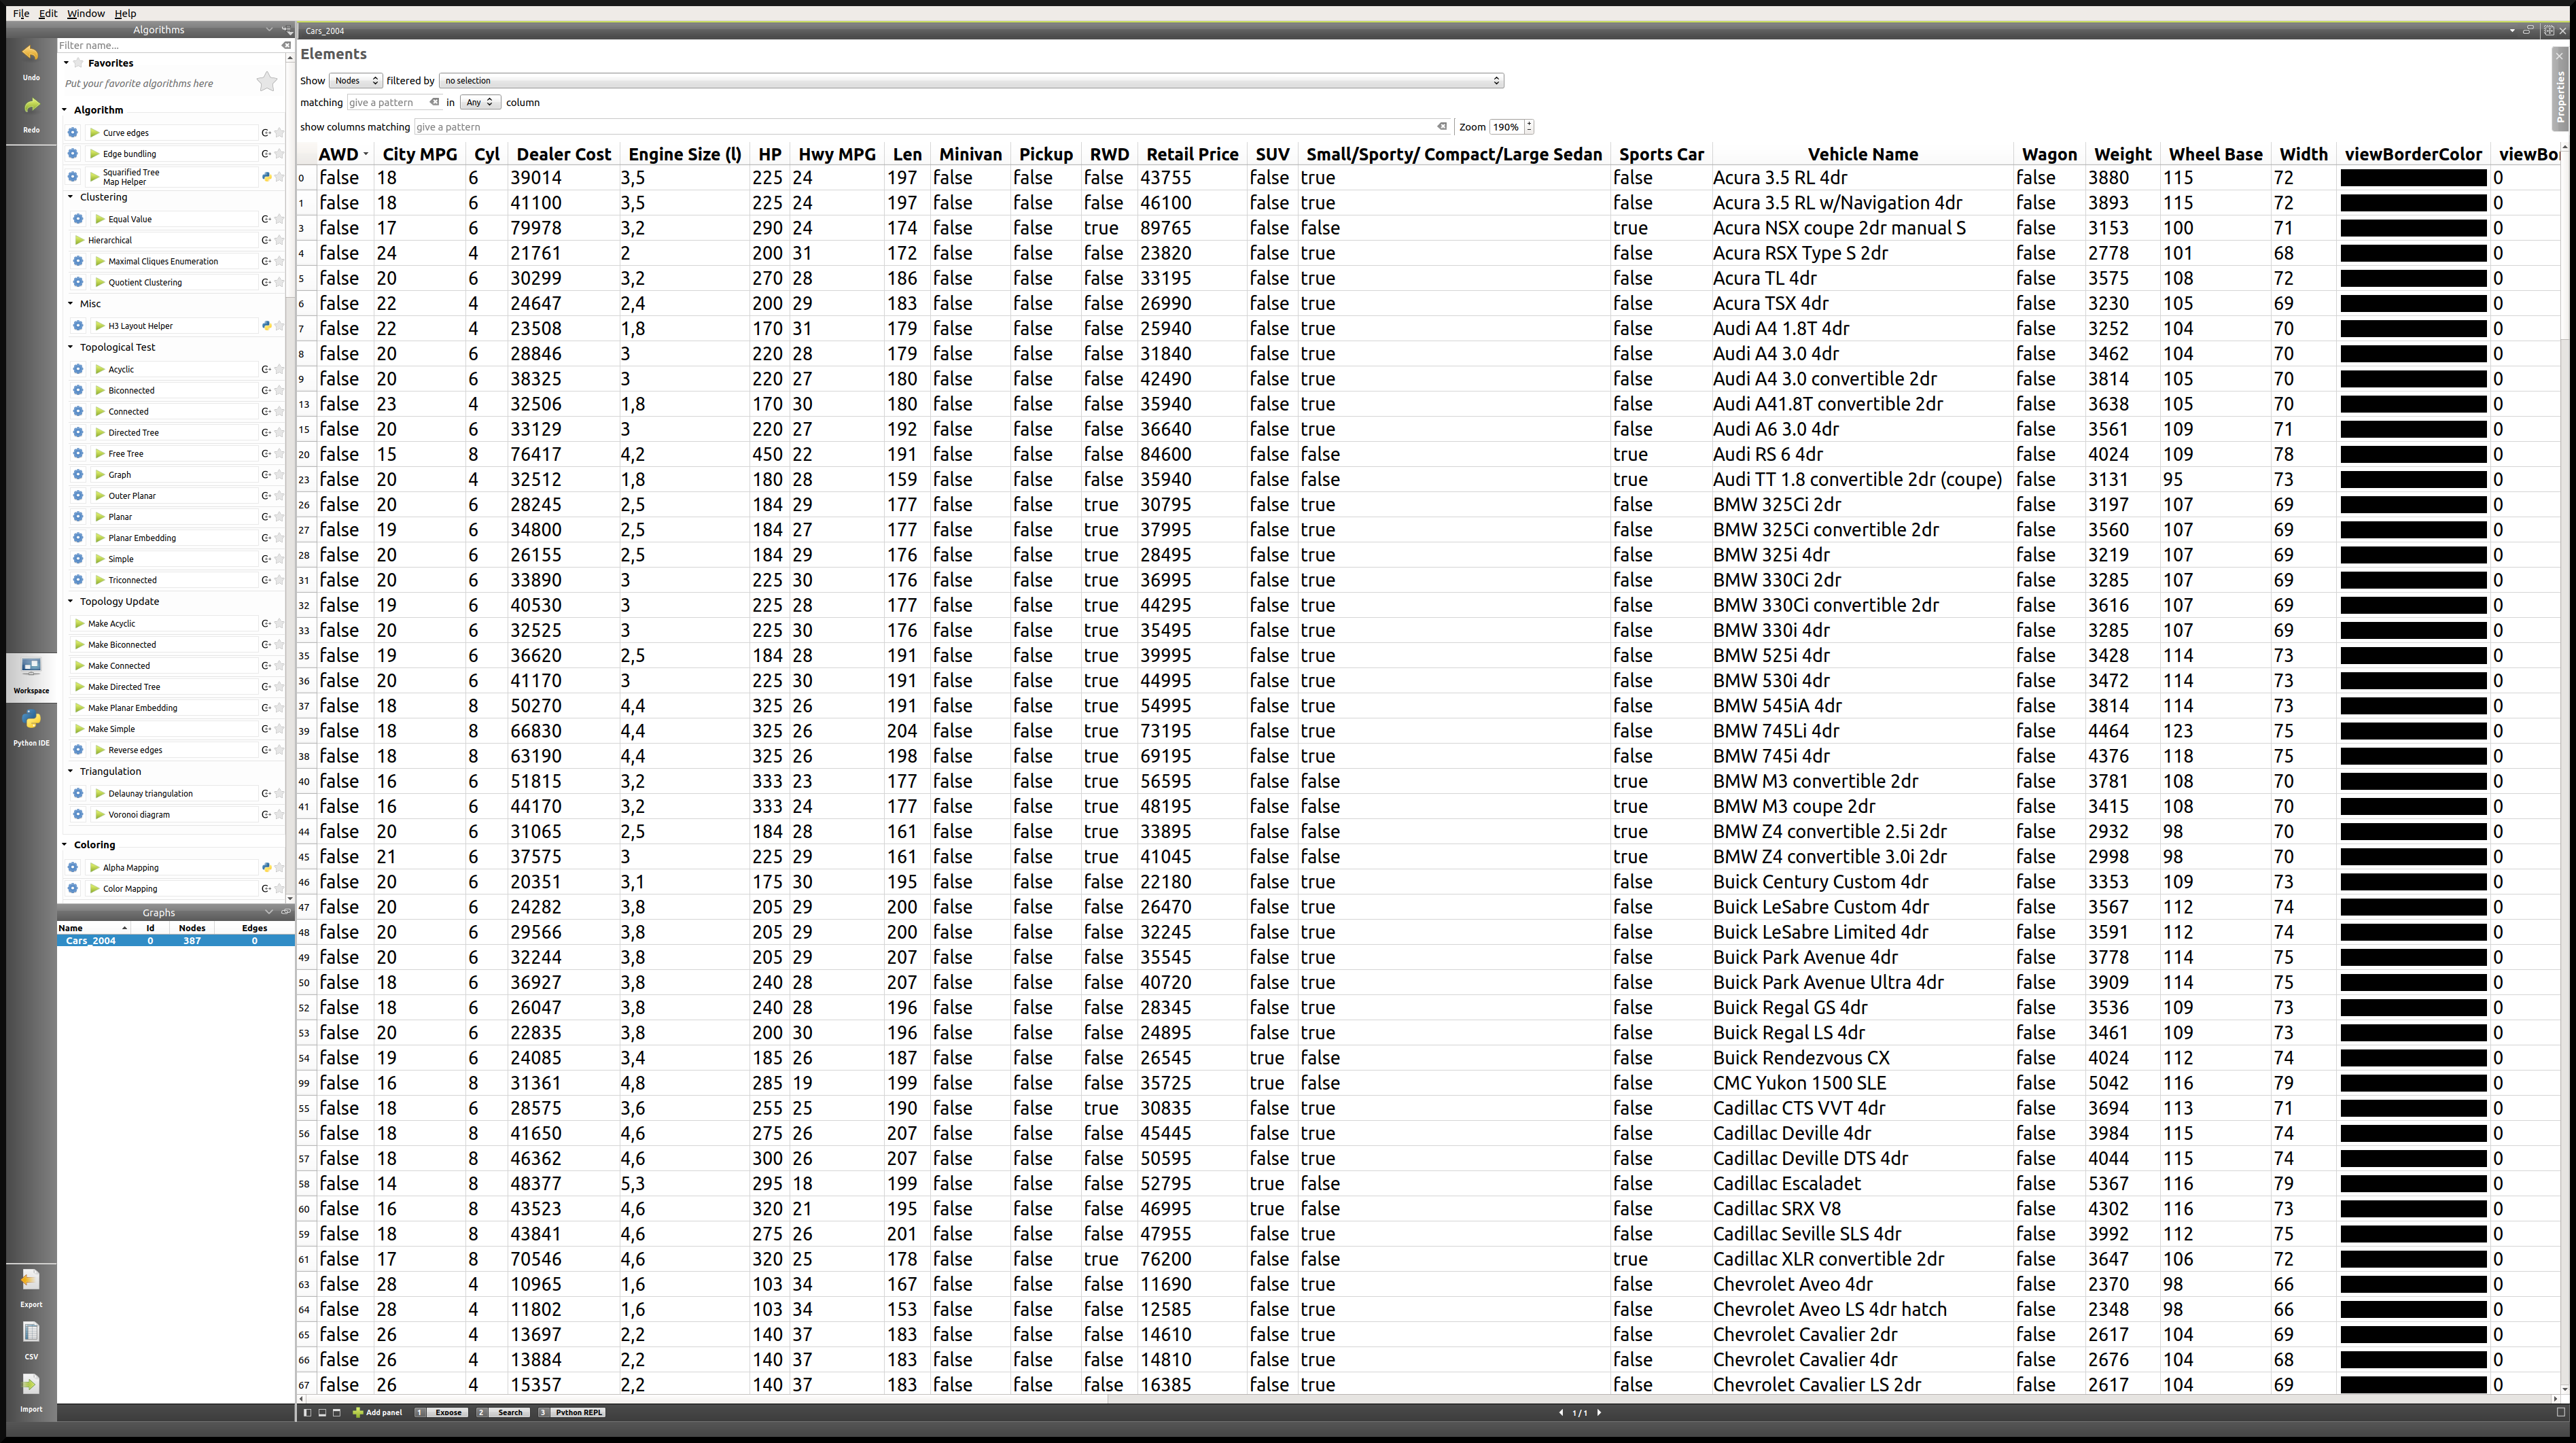 File Edit Window Help
Algorithms
Cars_2004
Undo
Redo
Workspace
Python IDE
Export
CSV
Import
Filter name...
Favorites
Put your favorite algorithms here
Algorithm
Curve edges
Edge bundling
Squarified Tree
Map Helper
Clustering
Equal Value
Hierarchical
Maximal Cliques Enumeration
Quotient Clustering
Misc
H3 Layout Helper
Topological Test
Acyclic
Biconnected
Connected
Directed Tree
Free Tree
Graph
Outer Planar
Planar
Planar Embedding
Simple
Triconnected
Topology Update
Make Acyclic
Make Biconnected
Make Connected
Make Directed Tree
Make Planar Embedding
Make Simple
Reverse edges
Triangulation
Delaunay triangulation
Voronoi diagram
Coloring
Alpha Mapping
Color Mapping
Graphs
Name Id Nodes Edges
Cars_2004 0 387 0
Elements
Show Nodes filtered by no selection
matching give a pattern in Any column
show columns matching give a pattern Zoom 190%
Properties
AWD City MPG Cyl Dealer Cost Engine Size (l) HP Hwy MPG Len Minivan Pickup RWD Retail Price SUV Small/Sporty/ Compact/Large Sedan Sports Car Vehicle Name Wagon Weight Wheel Base Width viewBorderColor viewBor
0 false 18 6 39014 3,5 225 24 197 false false false 43755 false true false Acura 3.5 RL 4dr false 3880 115 72 0
1 false 18 6 41100 3,5 225 24 197 false false false 46100 false true false Acura 3.5 RL w/Navigation 4dr false 3893 115 72 0
3 false 17 6 79978 3,2 290 24 174 false false true 89765 false false true Acura NSX coupe 2dr manual S false 3153 100 71 0
4 false 24 4 21761 2 200 31 172 false false false 23820 false true false Acura RSX Type S 2dr false 2778 101 68 0
5 false 20 6 30299 3,2 270 28 186 false false false 33195 false true false Acura TL 4dr false 3575 108 72 0
6 false 22 4 24647 2,4 200 29 183 false false false 26990 false true false Acura TSX 4dr false 3230 105 69 0
7 false 22 4 23508 1,8 170 31 179 false false false 25940 false true false Audi A4 1.8T 4dr false 3252 104 70 0
8 false 20 6 28846 3 220 28 179 false false false 31840 false true false Audi A4 3.0 4dr false 3462 104 70 0
9 false 20 6 38325 3 220 27 180 false false false 42490 false true false Audi A4 3.0 convertible 2dr false 3814 105 70 0
13 false 23 4 32506 1,8 170 30 180 false false false 35940 false true false Audi A41.8T convertible 2dr false 3638 105 70 0
15 false 20 6 33129 3 220 27 192 false false false 36640 false true false Audi A6 3.0 4dr false 3561 109 71 0
20 false 15 8 76417 4,2 450 22 191 false false false 84600 false false true Audi RS 6 4dr false 4024 109 78 0
23 false 20 4 32512 1,8 180 28 159 false false false 35940 false false true Audi TT 1.8 convertible 2dr (coupe) false 3131 95 73 0
26 false 20 6 28245 2,5 184 29 177 false false true 30795 false true false BMW 325Ci 2dr false 3197 107 69 0
27 false 19 6 34800 2,5 184 27 177 false false true 37995 false true false BMW 325Ci convertible 2dr false 3560 107 69 0
28 false 20 6 26155 2,5 184 29 176 false false true 28495 false true false BMW 325i 4dr false 3219 107 69 0
31 false 20 6 33890 3 225 30 176 false false true 36995 false true false BMW 330Ci 2dr false 3285 107 69 0
32 false 19 6 40530 3 225 28 177 false false true 44295 false true false BMW 330Ci convertible 2dr false 3616 107 69 0
33 false 20 6 32525 3 225 30 176 false false true 35495 false true false BMW 330i 4dr false 3285 107 69 0
35 false 19 6 36620 2,5 184 28 191 false false true 39995 false true false BMW 525i 4dr false 3428 114 73 0
36 false 20 6 41170 3 225 30 191 false false true 44995 false true false BMW 530i 4dr false 3472 114 73 0
37 false 18 8 50270 4,4 325 26 191 false false true 54995 false true false BMW 545iA 4dr false 3814 114 73 0
39 false 18 8 66830 4,4 325 26 204 false false true 73195 false true false BMW 745Li 4dr false 4464 123 75 0
38 false 18 8 63190 4,4 325 26 198 false false true 69195 false true false BMW 745i 4dr false 4376 118 75 0
40 false 16 6 51815 3,2 333 23 177 false false true 56595 false false true BMW M3 convertible 2dr false 3781 108 70 0
41 false 16 6 44170 3,2 333 24 177 false false true 48195 false false true BMW M3 coupe 2dr false 3415 108 70 0
44 false 20 6 31065 2,5 184 28 161 false false true 33895 false false true BMW Z4 convertible 2.5i 2dr false 2932 98 70 0
45 false 21 6 37575 3 225 29 161 false false true 41045 false false true BMW Z4 convertible 3.0i 2dr false 2998 98 70 0
46 false 20 6 20351 3,1 175 30 195 false false false 22180 false true false Buick Century Custom 4dr false 3353 109 73 0
47 false 20 6 24282 3,8 205 29 200 false false false 26470 false true false Buick LeSabre Custom 4dr false 3567 112 74 0
48 false 20 6 29566 3,8 205 29 200 false false false 32245 false true false Buick LeSabre Limited 4dr false 3591 112 74 0
49 false 20 6 32244 3,8 205 29 207 false false false 35545 false true false Buick Park Avenue 4dr false 3778 114 75 0
50 false 18 6 36927 3,8 240 28 207 false false false 40720 false true false Buick Park Avenue Ultra 4dr false 3909 114 75 0
52 false 18 6 26047 3,8 240 28 196 false false false 28345 false true false Buick Regal GS 4dr false 3536 109 73 0
53 false 20 6 22835 3,8 200 30 196 false false false 24895 false true false Buick Regal LS 4dr false 3461 109 73 0
54 false 19 6 24085 3,4 185 26 187 false false false 26545 true false false Buick Rendezvous CX false 4024 112 74 0
99 false 16 8 31361 4,8 285 19 199 false false false 35725 true false false CMC Yukon 1500 SLE false 5042 116 79 0
55 false 18 6 28575 3,6 255 25 190 false false true 30835 false true false Cadillac CTS VVT 4dr false 3694 113 71 0
56 false 18 8 41650 4,6 275 26 207 false false false 45445 false true false Cadillac Deville 4dr false 3984 115 74 0
57 false 18 8 46362 4,6 300 26 207 false false false 50595 false true false Cadillac Deville DTS 4dr false 4044 115 74 0
58 false 14 8 48377 5,3 295 18 199 false false false 52795 true false false Cadillac Escaladet false 5367 116 79 0
60 false 16 8 43523 4,6 320 21 195 false false false 46995 true false false Cadillac SRX V8 false 4302 116 73 0
59 false 18 8 43841 4,6 275 26 201 false false false 47955 false true false Cadillac Seville SLS 4dr false 3992 112 75 0
61 false 17 8 70546 4,6 320 25 178 false false true 76200 false false true Cadillac XLR convertible 2dr false 3647 106 72 0
63 false 28 4 10965 1,6 103 34 167 false false false 11690 false true false Chevrolet Aveo 4dr false 2370 98 66 0
64 false 28 4 11802 1,6 103 34 153 false false false 12585 false true false Chevrolet Aveo LS 4dr hatch false 2348 98 66 0
65 false 26 4 13697 2,2 140 37 183 false false false 14610 false true false Chevrolet Cavalier 2dr false 2617 104 69 0
66 false 26 4 13884 2,2 140 37 183 false false false 14810 false true false Chevrolet Cavalier 4dr false 2676 104 68 0
67 false 26 4 15357 2,2 140 37 183 false false false 16385 false true false Chevrolet Cavalier LS 2dr false 2617 104 69 0
Add panel 1 Expose 2 Search 3 Python REPL 1 / 1